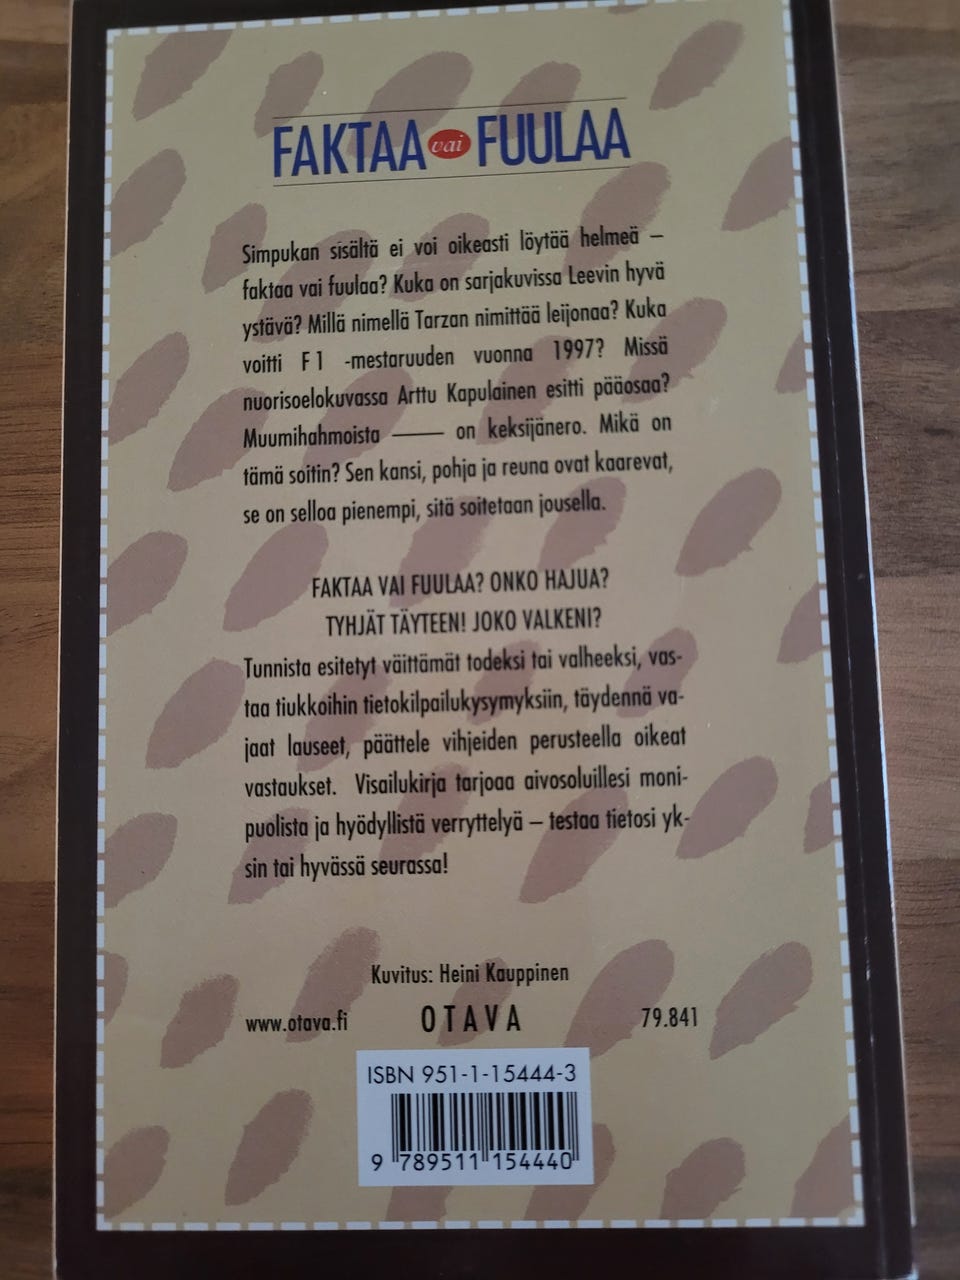 FAKTAA vai FUULAA
Simpukan sisältä ei voi oikeasti löytää helmeä –
faktaa vai fuulaa? Kuka on sarjakuvissa Leevin hyvä
ystävä? Millä nimellä Tarzan nimittää leijonaa? Kuka
voitti F1 -mestaruuden vuonna 1997? Missä
nuorisoelokuvassa Arttu Kapulainen esitti pääosaa?
Muumihahmoista —— on keksijänero. Mikä on
tämä soitin? Sen kansi, pohja ja reuna ovat kaarevat,
se on selloa pienempi, sitä soitetaan jousella.
FAKTAA VAI FUULAA? ONKO HAJUA?
TYHJÄT TÄYTEEN! JOKO VALKENI?
Tunnista esitetyt väittämät todeksi tai valheeksi, vas-
taa tiukkoihin tietokilpailukysymyksiin, täydennä va-
jaat lauseet, päättele vihjeiden perusteella oikeat
vastaukset. Visailukirja tarjoaa aivosoluillesi moni-
puolista ja hyödyllistä verryttelyä – testaa tietosi yk-
sin tai hyvässä seurassa!
Kuvitus: Heini Kauppinen
www.otava.fi OTAVA 79.841
ISBN 951-1-15444-3
9 789511 154440